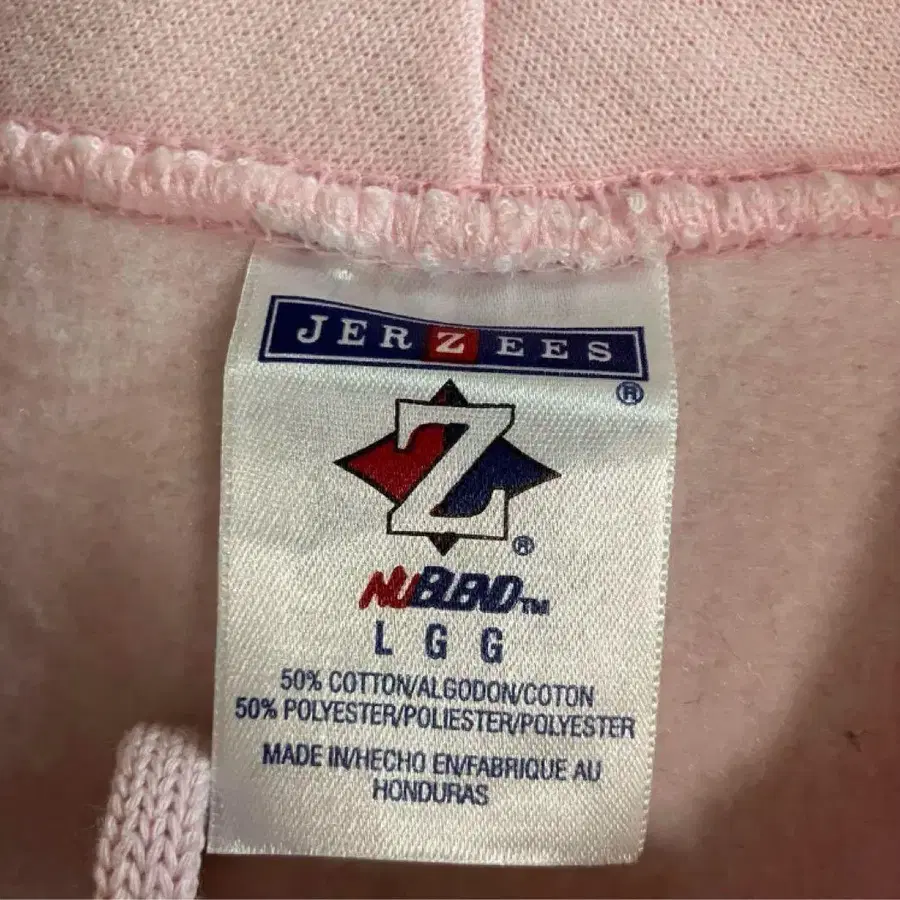 JERZEES
®
Z
®
NUBLEND™
L G G
50% COTTON/ALGODON/COTON
50% POLYESTER/POLIESTER/POLYESTER
MADE IN/HECHO EN/FABRIQUE AU
HONDURAS